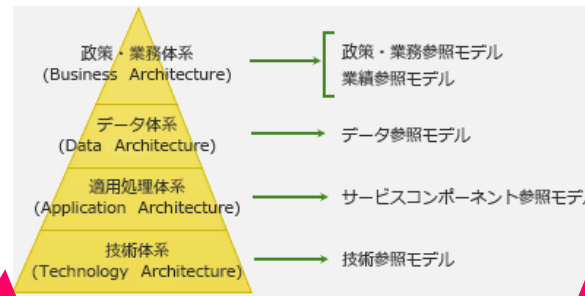 政策・業務体系
(Business Architecture)
政策・業務参照モデル
業績参照モデル
データ体系
(Data Architecture)
データ参照モデル
適用処理体系
(Application Architecture)
サービスコンポーネント参照モデ
技術体系
(Technology Architecture)
技術参照モデル